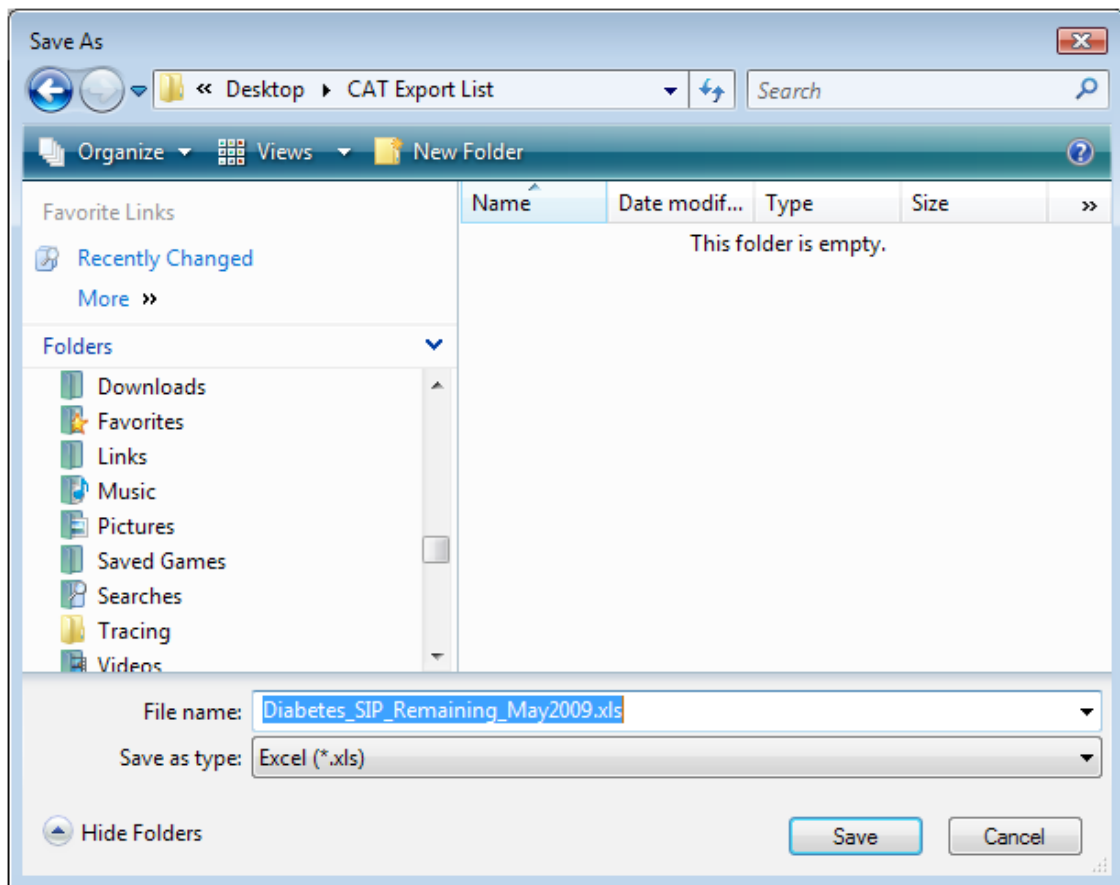 Save As
« Desktop ▸ CAT Export List
Search
Organize
Views
New Folder
Favorite Links
Recently Changed
More »
Folders
Downloads
Favorites
Links
Music
Pictures
Saved Games
Searches
Tracing
Videos
Name Date modif... Type Size »
This folder is empty.
File name: Diabetes_SIP_Remaining_May2009.xls
Save as type: Excel (*.xls)
Hide Folders
Save
Cancel